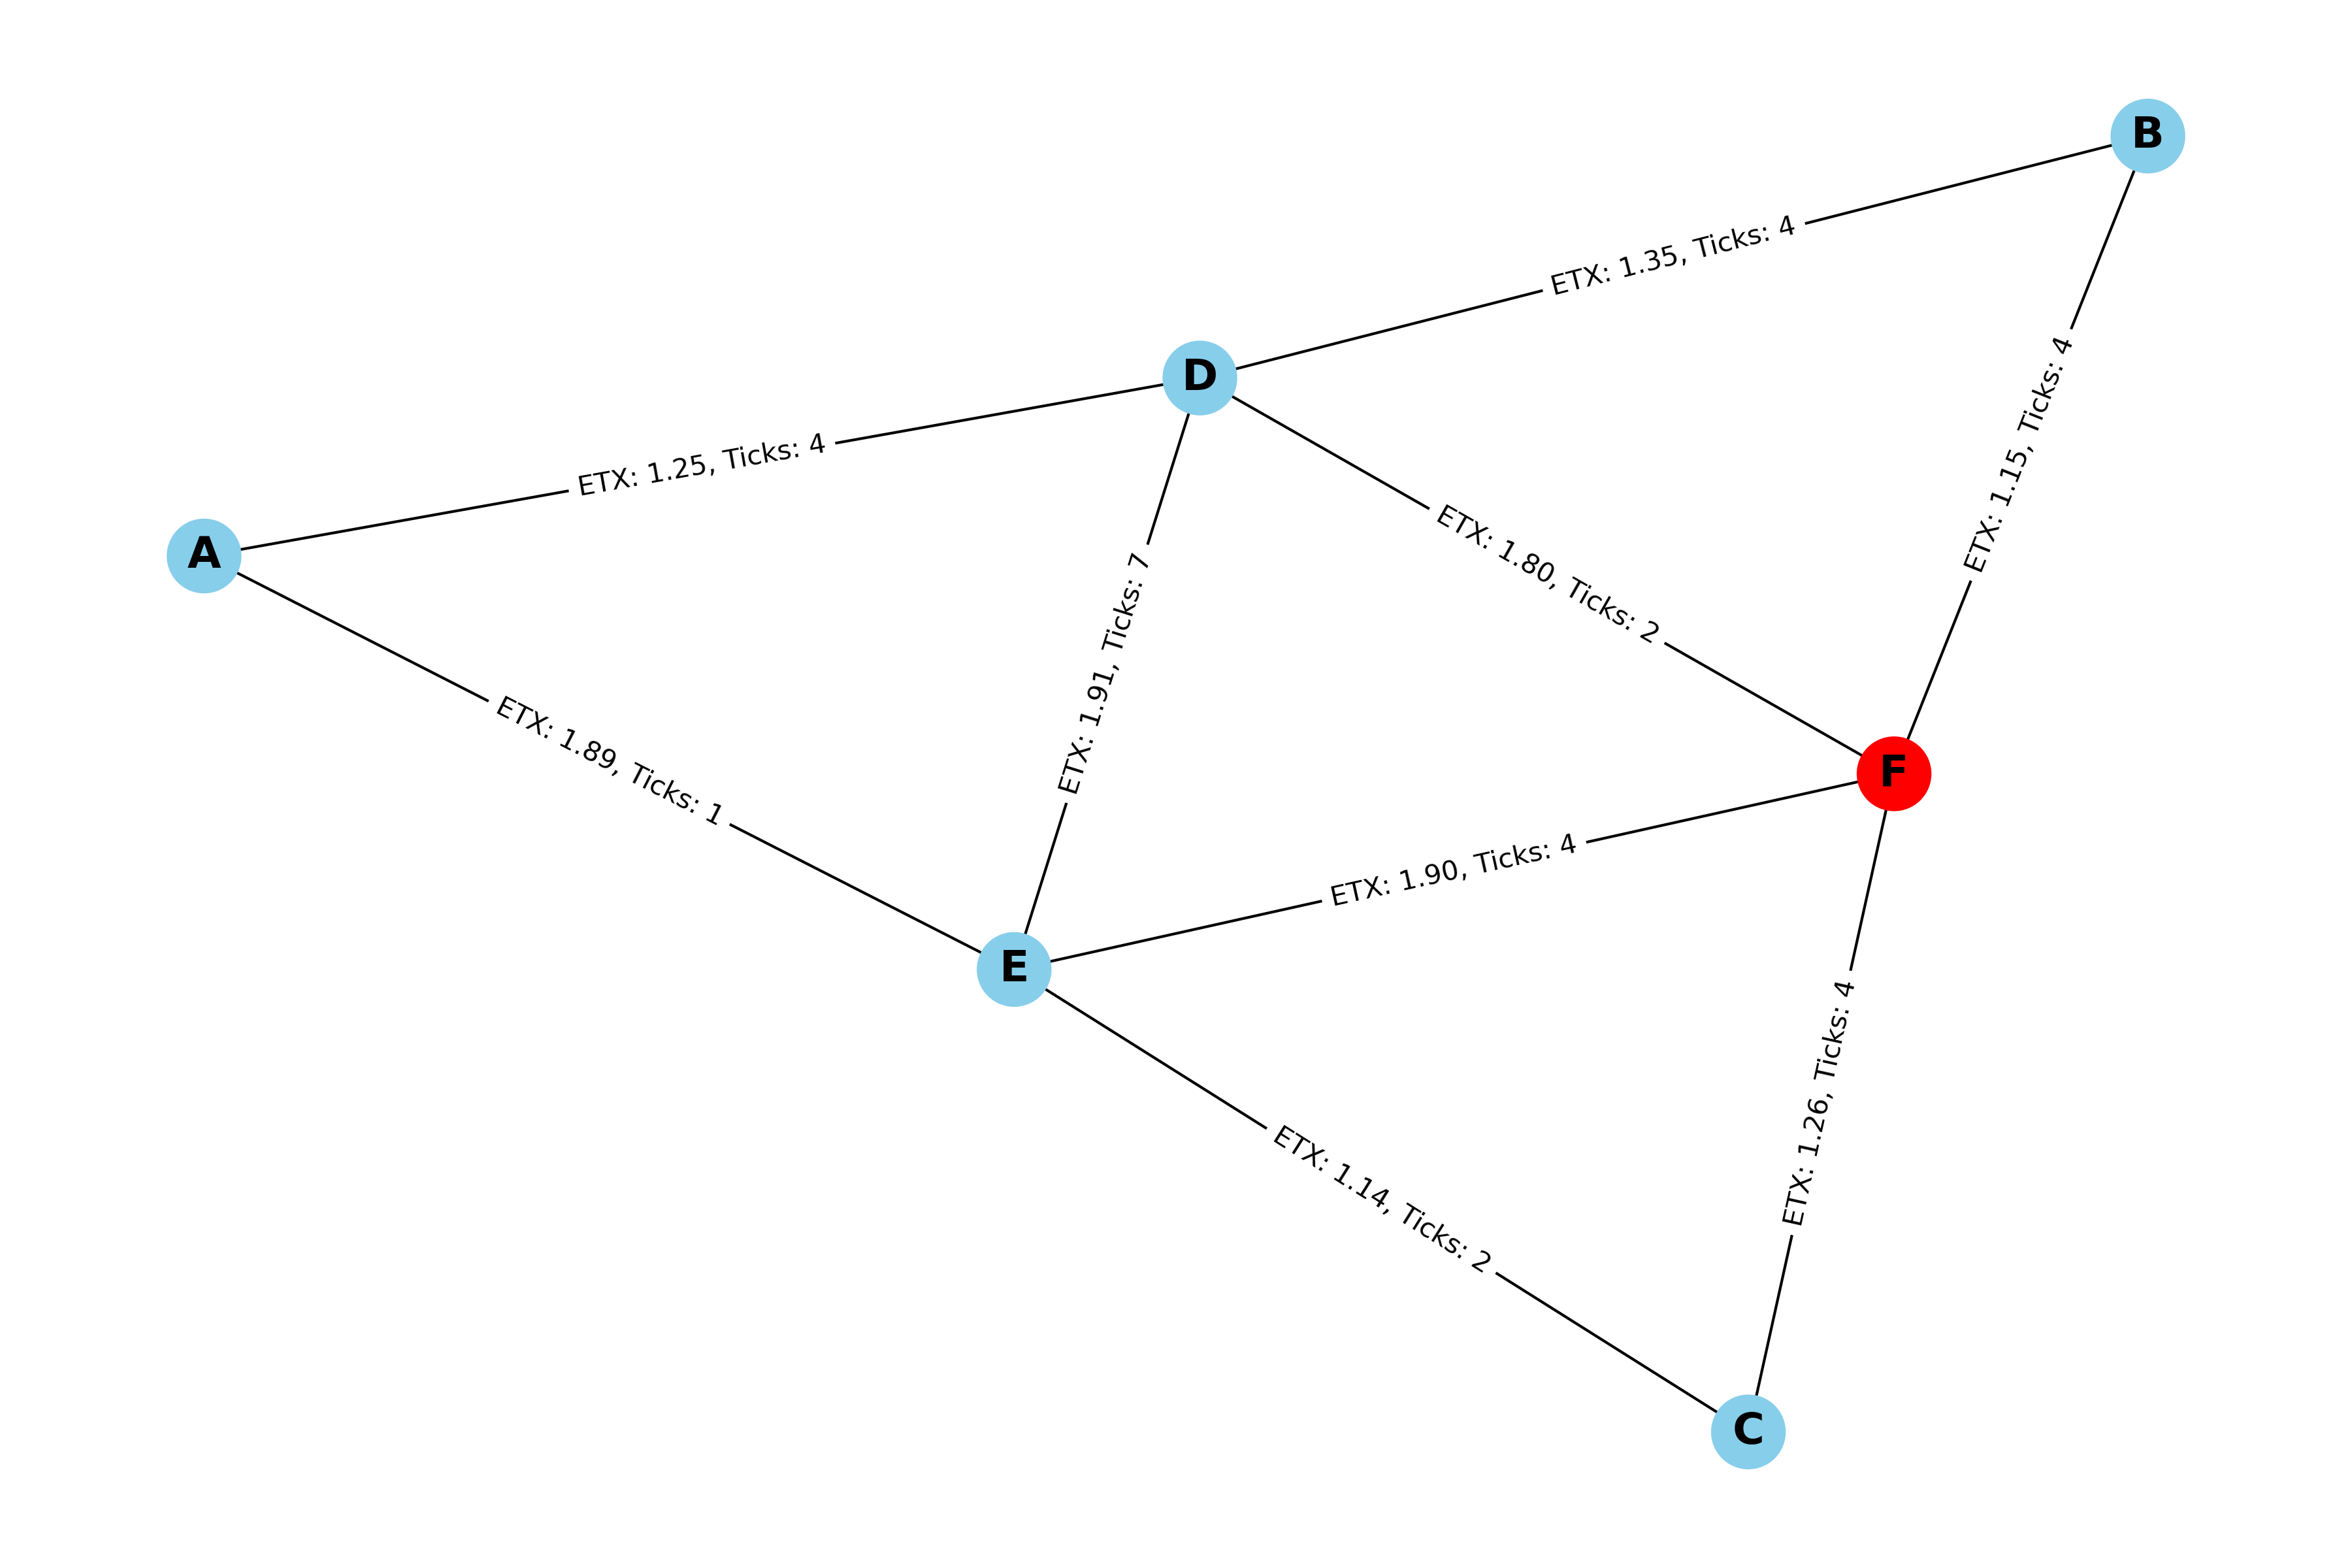 B
ETX: 1.35, Ticks: 4
D
ETX: 1.15, Ticks: 4
ETX: 1.25, Ticks: 4
A
ETX: 1.80, Ticks: 2
ETX: 1.91, Ticks: 7
ETX: 1.89, Ticks: 1
F
ETX: 1.90, Ticks: 4
E
ETX: 1.26, Ticks: 4
ETX: 1.14, Ticks: 2
C